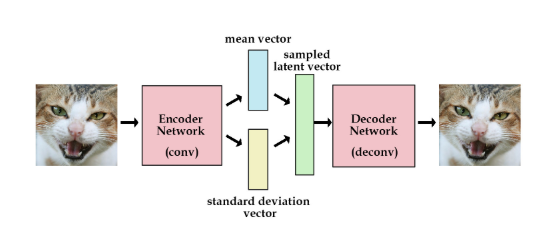 mean vector
sampled
latent vector
Encoder
Network
(conv)
Decoder
Network
(deconv)
standard deviation
vector